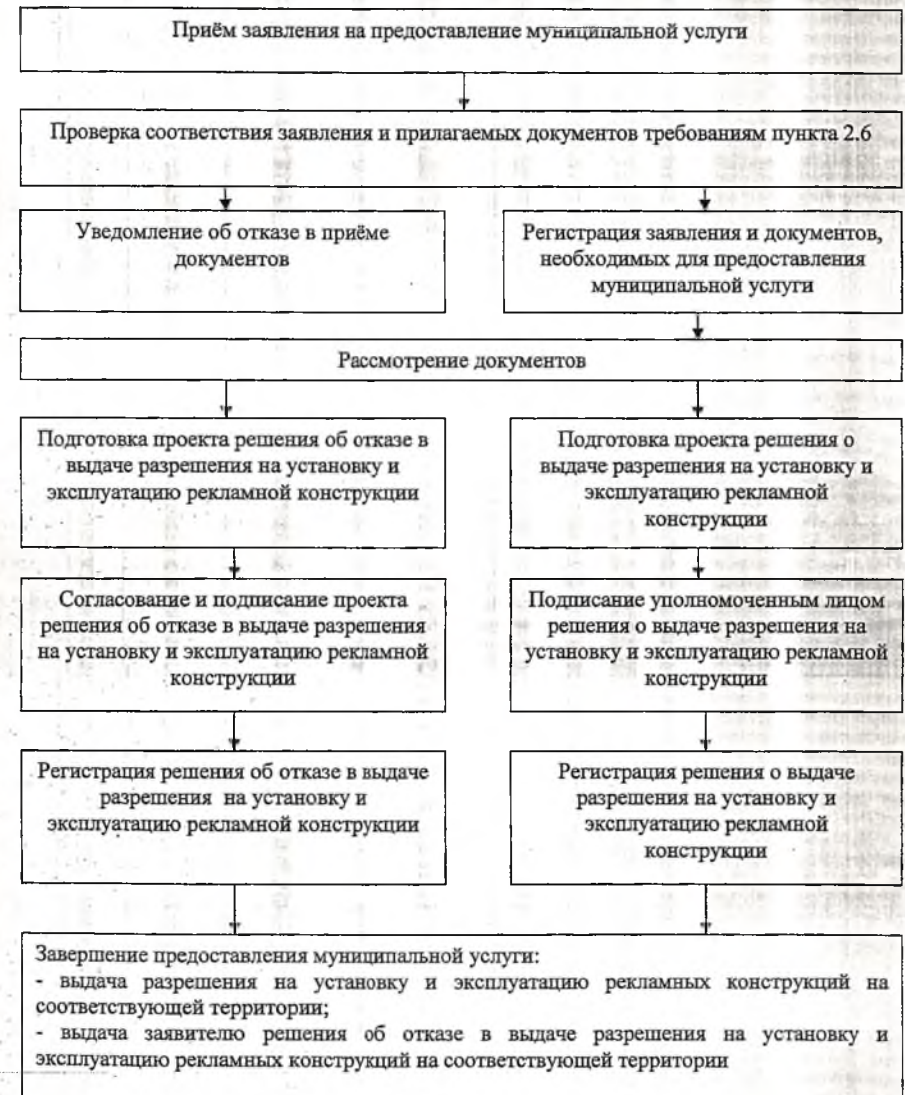 Приём заявления на предоставление муниципальной услуги
Проверка соответствия заявления и прилагаемых документов требованиям пункта 2.6
Уведомление об отказе в приёме
документов
Регистрация заявления и документов,
необходимых для предоставления
муниципальной услуги
Рассмотрение документов
Подготовка проекта решения об отказе в
выдаче разрешения на установку и
эксплуатацию рекламной конструкции
Подготовка проекта решения о
выдаче разрешения на установку и
эксплуатацию рекламной
конструкции
Согласование и подписание проекта
решения об отказе в выдаче разрешения
на установку и эксплуатацию рекламной
конструкции
Подписание уполномоченным лицом
решения о выдаче разрешения на
установку и эксплуатацию рекламной
конструкции
Регистрация решения об отказе в выдаче
разрешения на установку и
эксплуатацию рекламной конструкции
Регистрация решения о выдаче
разрешения на установку и
эксплуатацию рекламной
конструкции
Завершение предоставления муниципальной услуги:
- выдача разрешения на установку и эксплуатацию рекламных конструкций на
соответствующей территории;
- выдача заявителю решения об отказе в выдаче разрешения на установку и
эксплуатацию рекламных конструкций на соответствующей территории